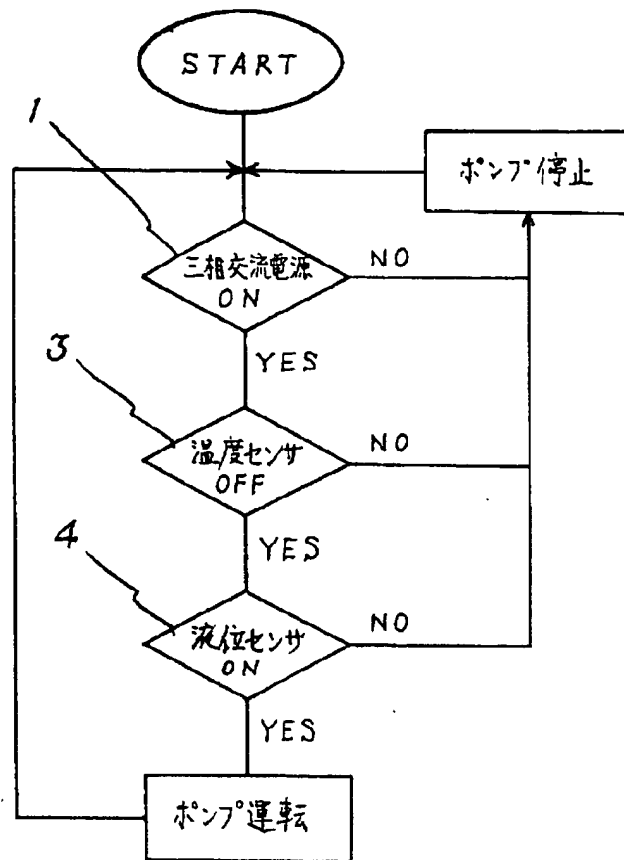 START
1
ポンプ停止
三相交流電源
ON
NO
YES
3
温度センサ
OFF
NO
YES
4
液位センサ
ON
NO
YES
ポンプ運転